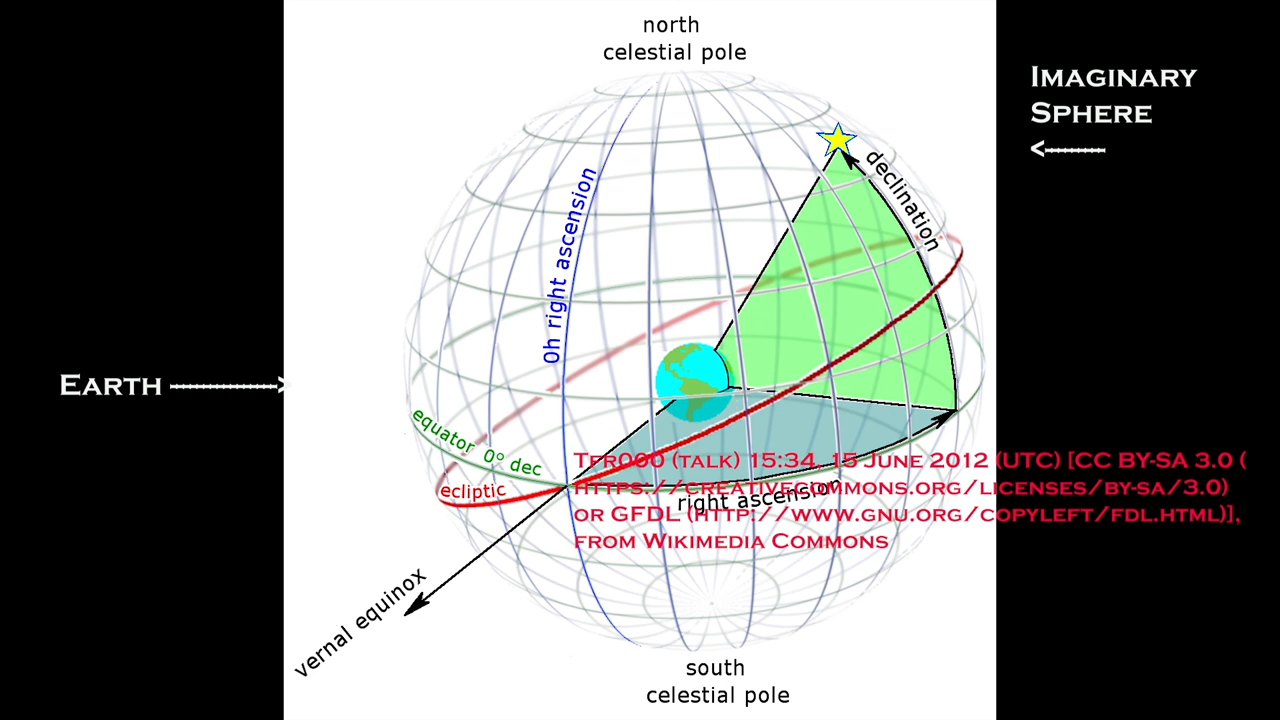 north
celestial pole
Imaginary
Sphere
declination
0h right ascension
Earth
equator 0° dec
ecliptic
Tfr000 (talk) 15:34, 15 June 2012 (UTC) [CC BY-SA 3.0 (
https://creativecommons.org/licenses/by-sa/3.0)
right ascension
or GFDL (http://www.gnu.org/copyleft/fdl.html)],
from Wikimedia Commons
vernal equinox
south
celestial pole